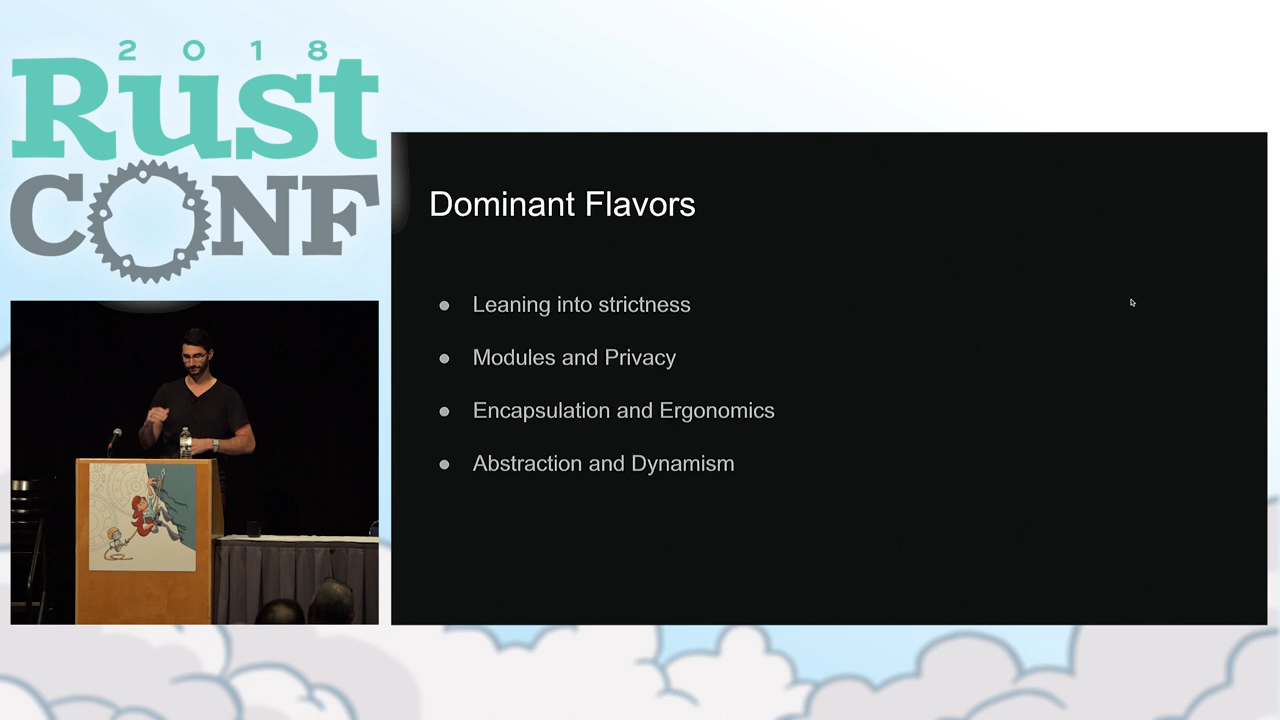 2018
Rust
CONF
Dominant Flavors
● Leaning into strictness
● Modules and Privacy
● Encapsulation and Ergonomics
● Abstraction and Dynamism